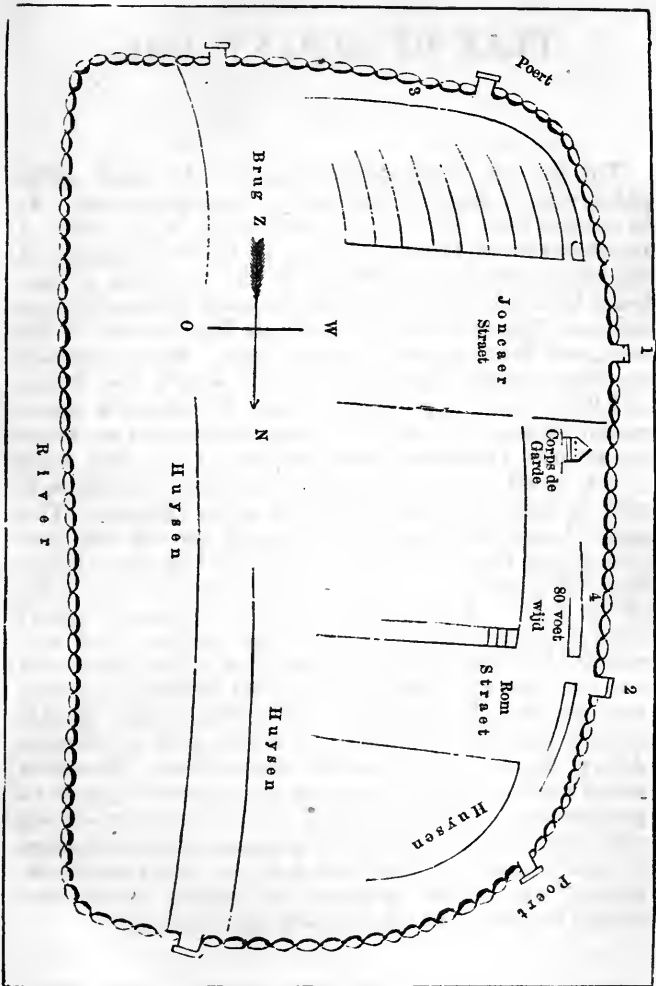 Poert
3
Brug Z
O
W
N
Joncaer
Straet
1
Corps de
Garde
Huysen
River
4
80 voet
wijd
2
Rom
Straet
Huysen
Huysen
Poert